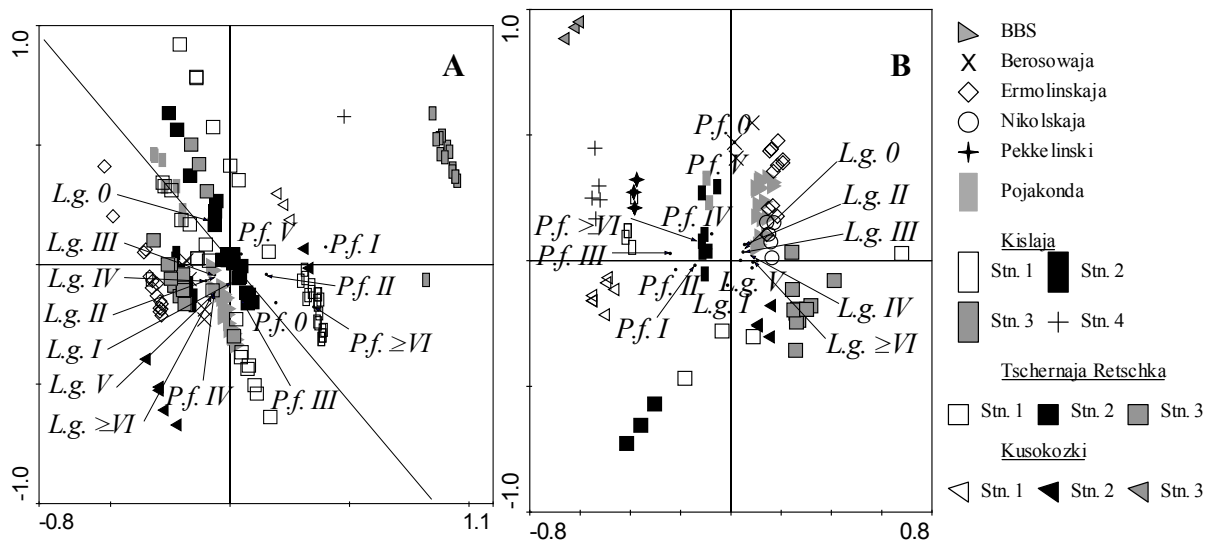 1.0
A
P.f. V
P.f. I
L.g. 0
L.g. III
L.g. IV
P.f. II
L.g. II
P.f. 0
L.g. I
P.f. ≥VI
L.g. V
P.f. IV
P.f. III
L.g. ≥VI
-1.0
-0.8
1.1
1.0
B
P.f. 0
L.g. 0
P.f. V
L.g. II
P.f. IV
P.f. ≥VI
L.g. III
P.f. III
P.f. II
L.g. V
L.g. I
L.g. IV
P.f. I
L.g. ≥VI
-1.0
-0.8
0.8
BBS
Berosowaja
Ermolinskaja
Nikolskaja
Pekkelinski
Pojakonda
Kislaja
Stn. 1 Stn. 2
Stn. 3 Stn. 4
Tschernaja Retschka
Stn. 1 Stn. 2 Stn. 3
Kusokozki
Stn. 1 Stn. 2 Stn. 3